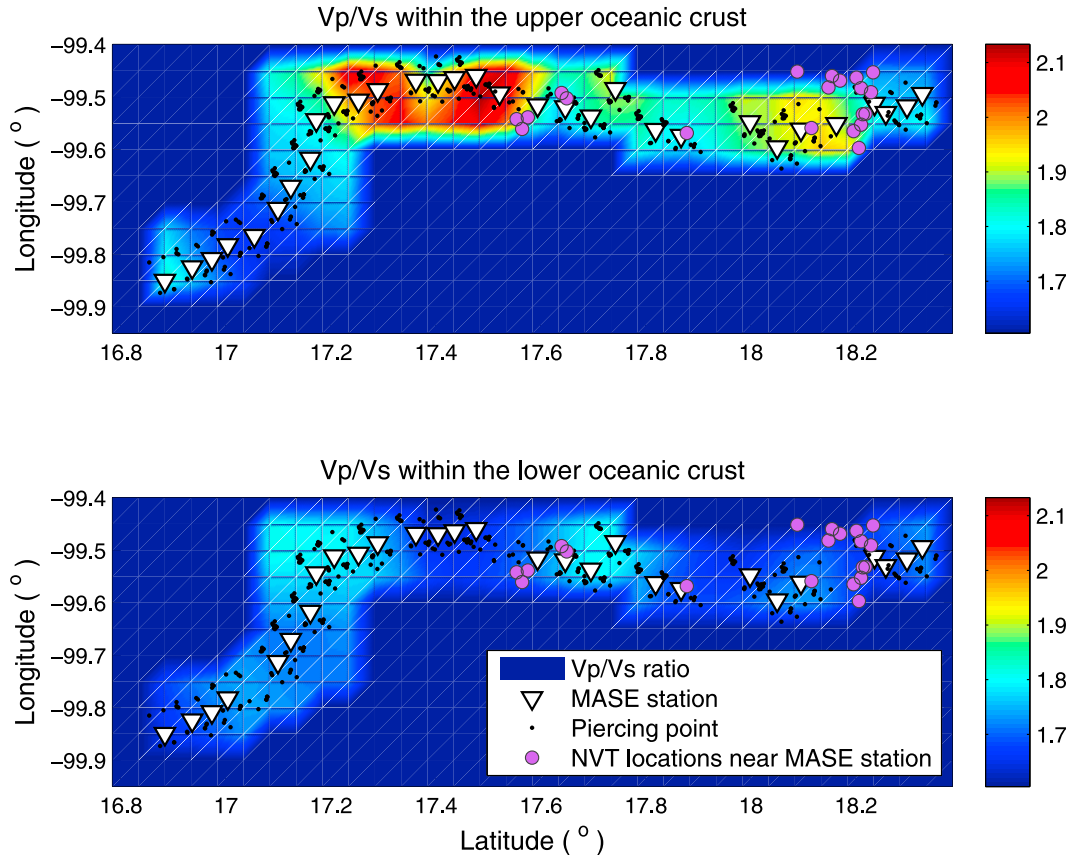 Vp/Vs within the upper oceanic crust
−99.4
−99.5
−99.6
−99.7
−99.8
−99.9
Longitude ( o )
16.8 17 17.2 17.4 17.6 17.8 18 18.2
2.1
2
1.9
1.8
1.7
Vp/Vs within the lower oceanic crust
−99.4
−99.5
−99.6
−99.7
−99.8
−99.9
Longitude ( o )
Vp/Vs ratio
MASE station
Piercing point
NVT locations near MASE station
16.8 17 17.2 17.4 17.6 17.8 18 18.2
Latitude ( o )
2.1
2
1.9
1.8
1.7